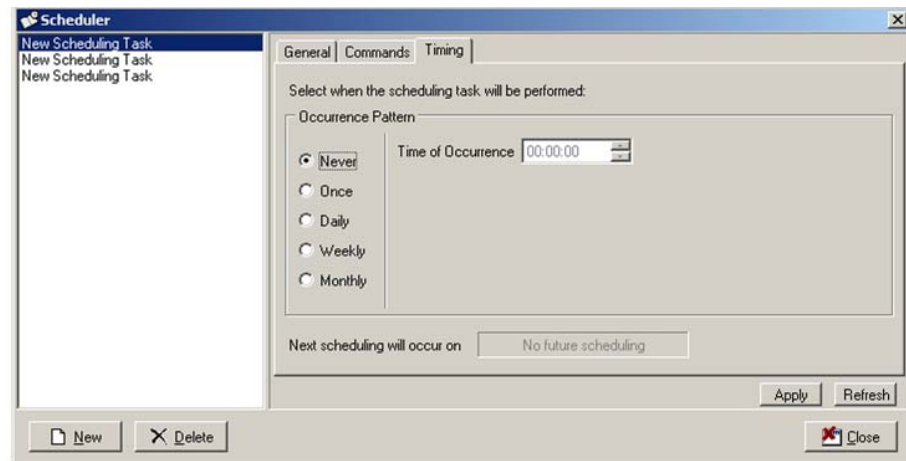 Scheduler
New Scheduling Task
New Scheduling Task
New Scheduling Task
General Commands Timing
Select when the scheduling task will be performed:
Occurrence Pattern
Never
Time of Occurrence 00:00:00
Once
Daily
Weekly
Monthly
Next scheduling will occur on No future scheduling
Apply Refresh
New Delete Close